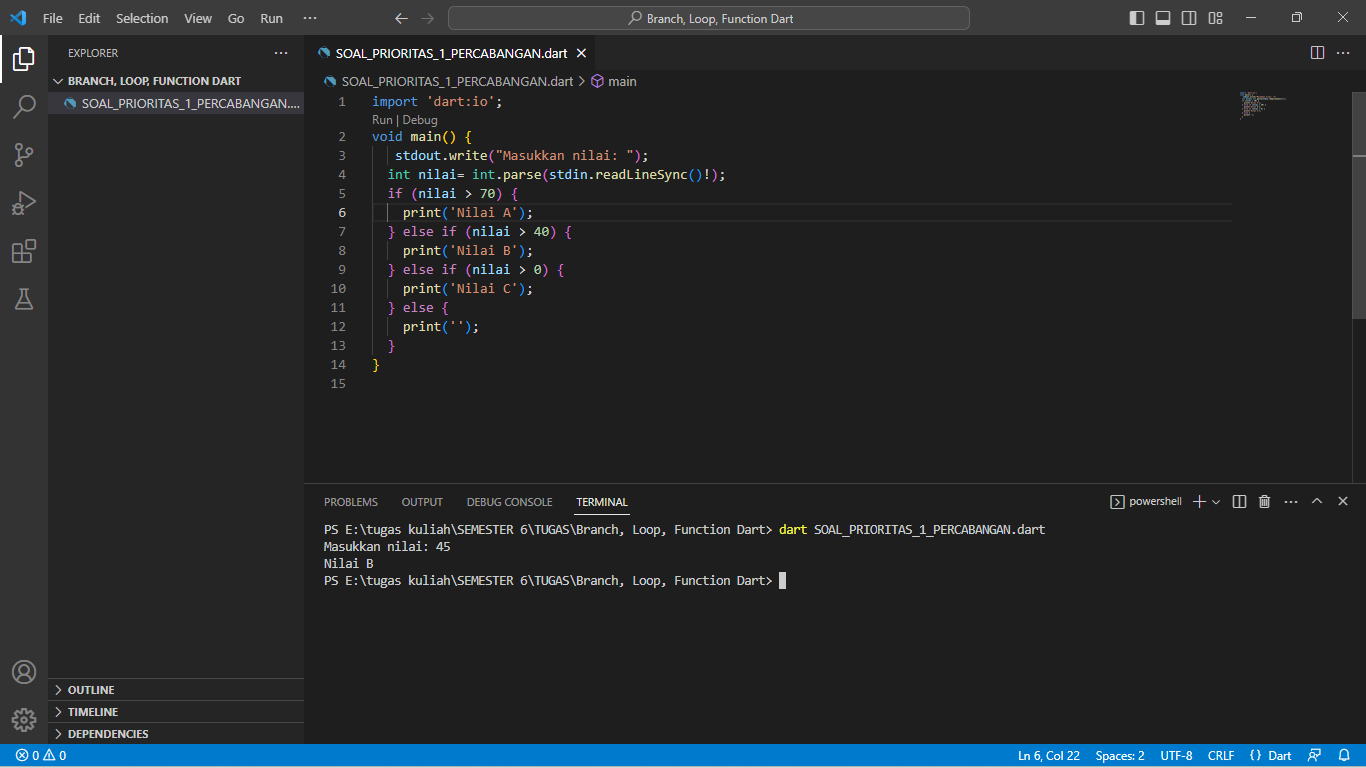 File Edit Selection View Go Run ··· Branch, Loop, Function Dart
EXPLORER ···
BRANCH, LOOP, FUNCTION DART
SOAL_PRIORITAS_1_PERCABANGAN....
OUTLINE
TIMELINE
DEPENDENCIES
SOAL_PRIORITAS_1_PERCABANGAN.dart
SOAL_PRIORITAS_1_PERCABANGAN.dart > main
1 import 'dart:io';
Run | Debug
2 void main() {
3 stdout.write("Masukkan nilai: ");
4 int nilai= int.parse(stdin.readLineSync()!);
5 if (nilai > 70) {
6 print('Nilai A');
7 } else if (nilai > 40) {
8 print('Nilai B');
9 } else if (nilai > 0) {
10 print('Nilai C');
11 } else {
12 print('');
13 }
14 }
15
PROBLEMS OUTPUT DEBUG CONSOLE TERMINAL powershell
PS E:\tugas kuliah\SEMESTER 6\TUGAS\Branch, Loop, Function Dart> dart SOAL_PRIORITAS_1_PERCABANGAN.dart
Masukkan nilai: 45
Nilai B
PS E:\tugas kuliah\SEMESTER 6\TUGAS\Branch, Loop, Function Dart>
0 0 Ln 6, Col 22 Spaces: 2 UTF-8 CRLF {} Dart